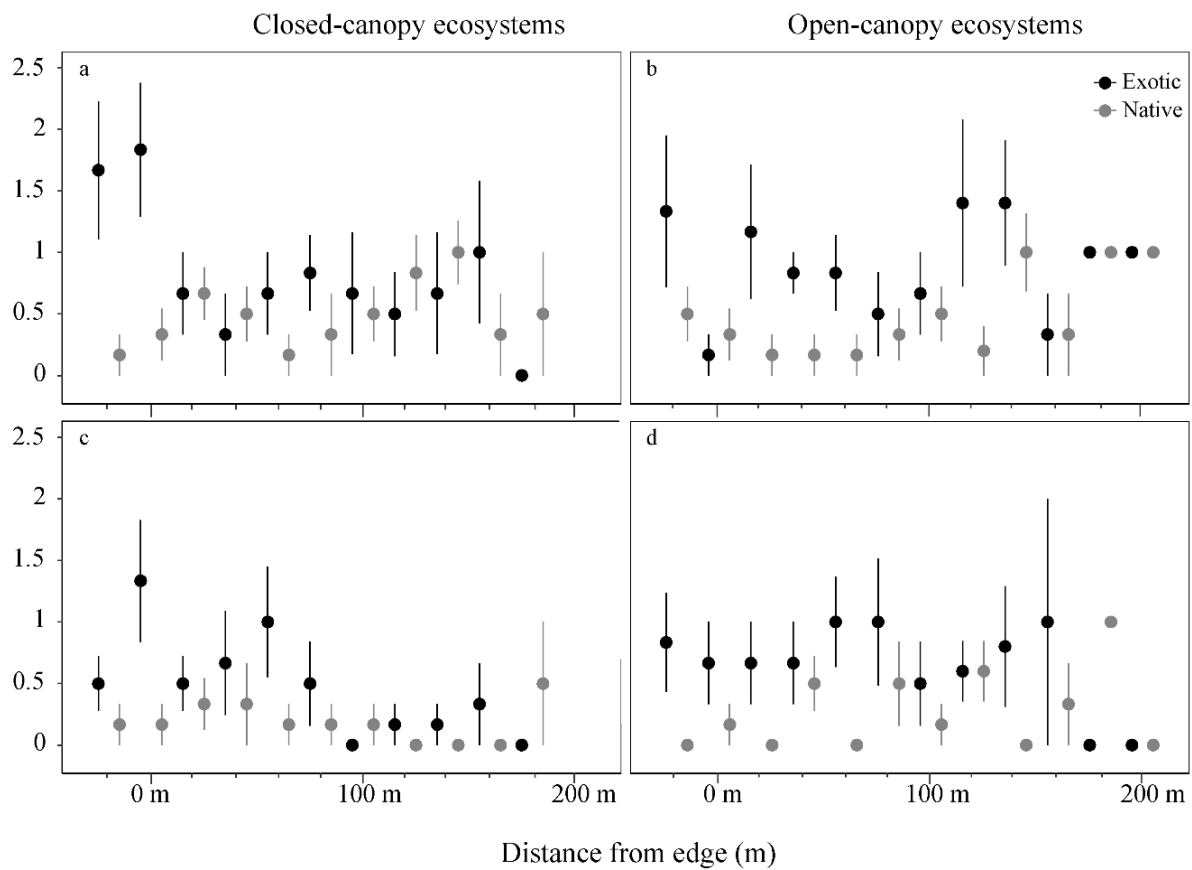 Closed-canopy ecosystems
Open-canopy ecosystems
a
b
2.5
2
1.5
1
0.5
0
Exotic
Native
c
d
2.5
2
1.5
1
0.5
0
0 m
100 m
200 m
0 m
100 m
200 m
Distance from edge (m)